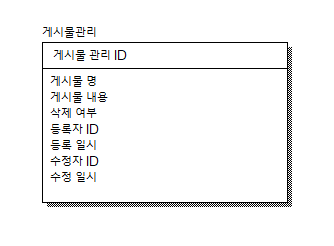 게시물관리
게시물 관리 ID
게시물 명
게시물 내용
삭제 여부
등록자 ID
등록 일시
수정자 ID
수정 일시